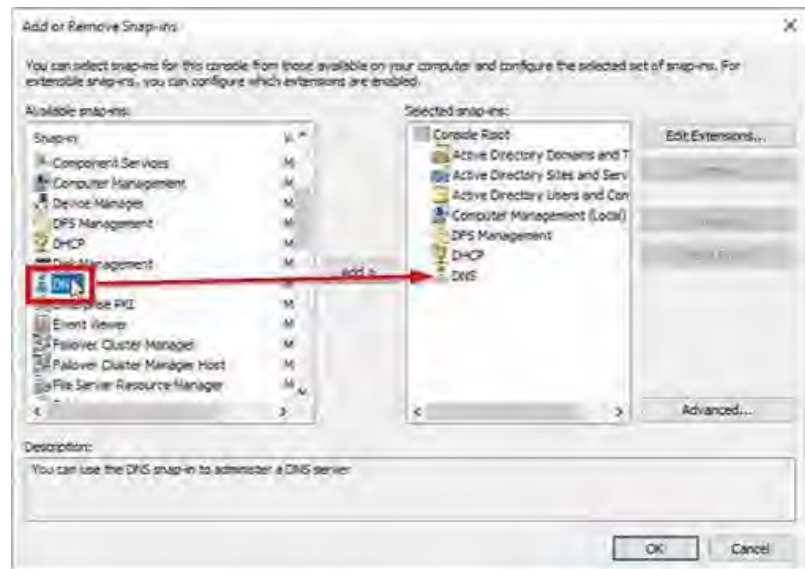 Add or Remove Snap-ins
You can select snap-ins for this console from those available on your computer and configure the selected set of snap-ins. For
extensible snap-ins, you can configure which extensions are enabled.
Available snap-ins:
Selected snap-ins:
Snap-in
Component Services M
Computer Management M
Device Manager M
DFS Management M
DHCP M
Disk Management M
Enterprise PKI M
Event Viewer M
Failover Cluster Manager M
Failover Cluster Manager Host M
File Server Resource Manager M
Console Root
Active Directory Domains and T
Active Directory Sites and Serv
Active Directory Users and Com
Computer Management (Local)
DFS Management
DHCP
DNS
Edit Extensions...
Advanced...
Description:
You can use the DNS snap-in to administer a DNS server
OK
Cancel